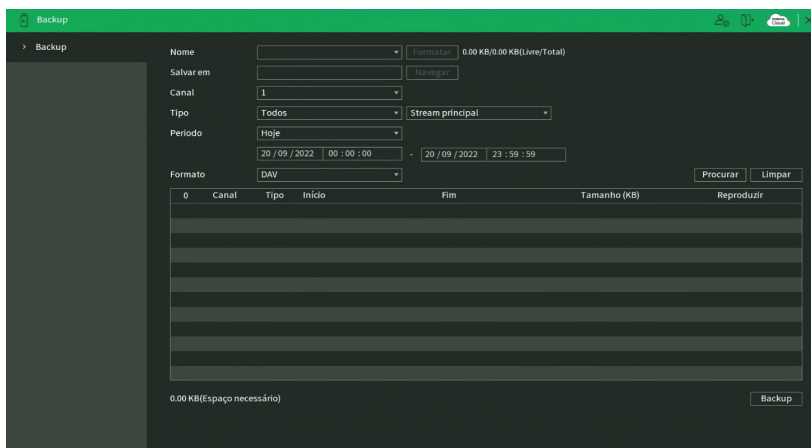 Backup
Cloud
> Backup
Nome Formatar 0.00 KB/0.00 KB(Livre/Total)
Salvar em Navegar
Canal 1
Tipo Todos Stream principal
Periodo Hoje
20 / 09 / 2022 00 : 00 : 00 - 20 / 09 / 2022 23 : 59 : 59
Formato DAV Procurar Limpar
0 Canal Tipo Início Fim Tamanho (KB) Reproduzir
0.00 KB(Espaço necessário) Backup